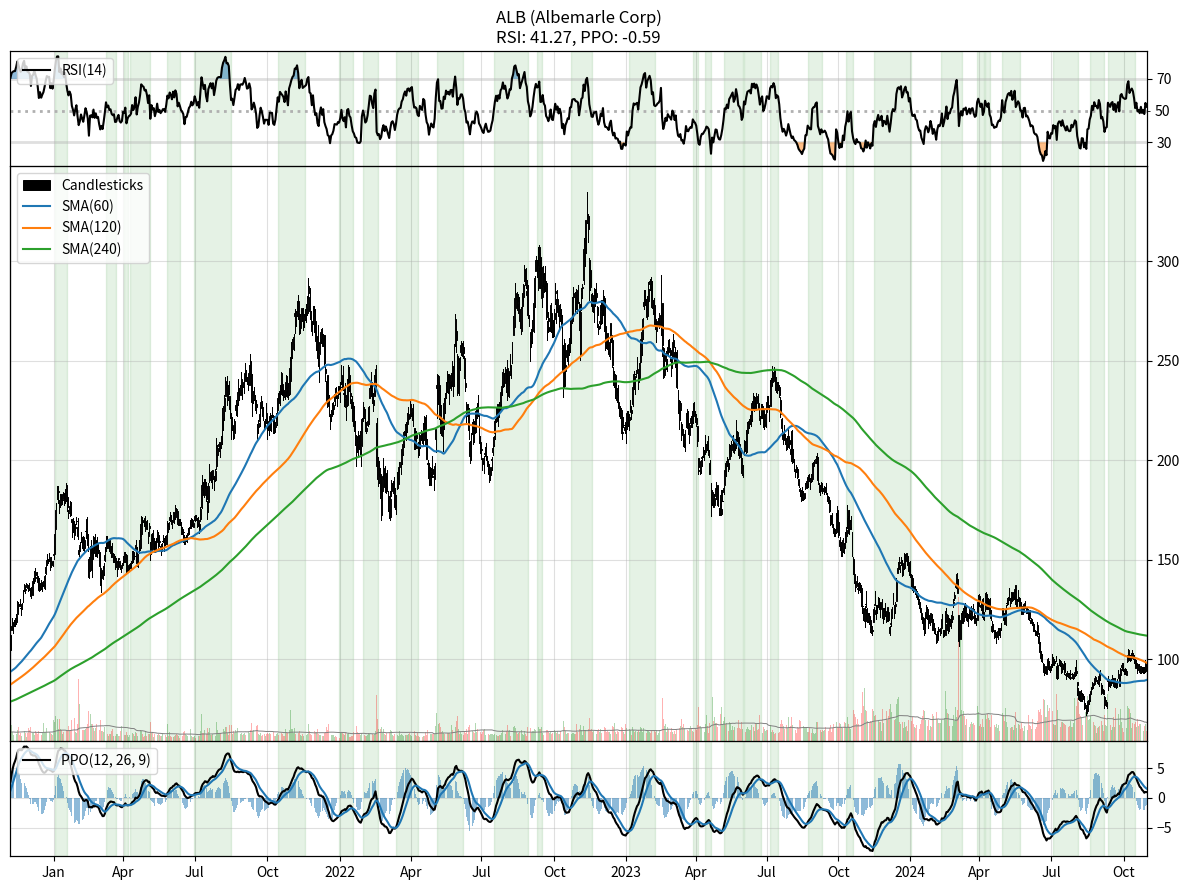 ALB (Albemarle Corp)
RSI: 41.27, PPO: -0.59
RSI(14)
70
50
30
Candlesticks
SMA(60)
SMA(120)
SMA(240)
300
250
200
150
100
PPO(12, 26, 9)
5
0
−5
Jan Apr Jul Oct 2022 Apr Jul Oct 2023 Apr Jul Oct 2024 Apr Jul Oct